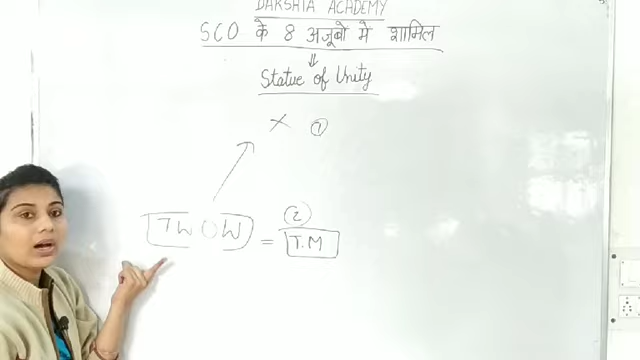 DAKSHTA ACADEMY
SCO के 8 अजूबो मे शामिल
⇓
Statue of Unity
X ①
②
TWOW = T.M